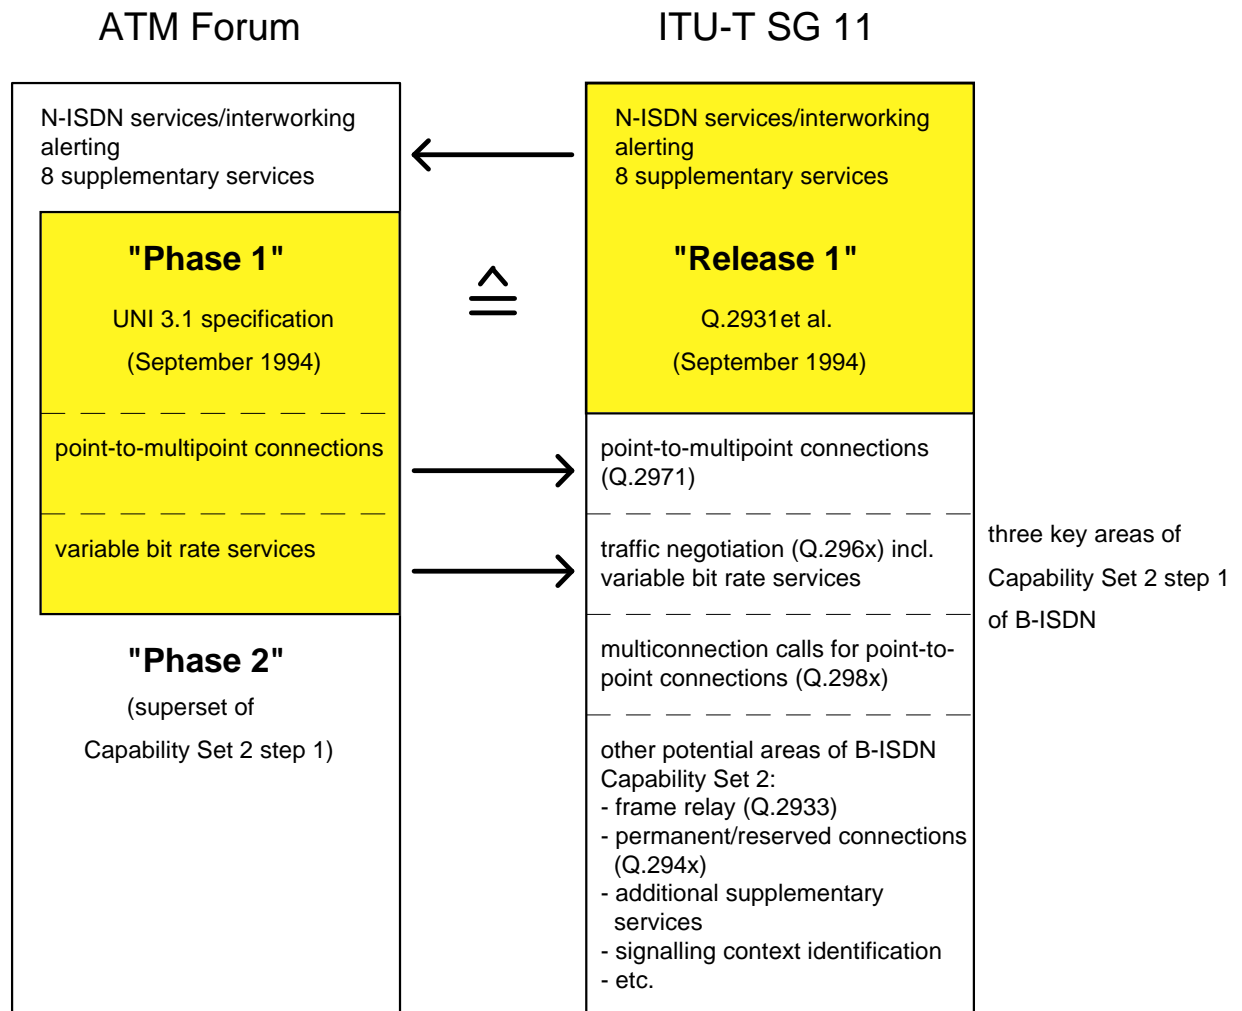 ATM Forum
ITU-T SG 11
N-ISDN services/interworking
alerting
8 supplementary services
"Phase 1"
UNI 3.1 specification
(September 1994)
point-to-multipoint connections
variable bit rate services
"Phase 2"
(superset of
Capability Set 2 step 1)
N-ISDN services/interworking
alerting
8 supplementary services
"Release 1"
Q.2931et al.
(September 1994)
point-to-multipoint connections
(Q.2971)
traffic negotiation (Q.296x) incl.
variable bit rate services
multiconnection calls for point-to-
point connections (Q.298x)
other potential areas of B-ISDN
Capability Set 2:
- frame relay (Q.2933)
- permanent/reserved connections
(Q.294x)
- additional supplementary
services
- signalling context identification
- etc.
three key areas of
Capability Set 2 step 1
of B-ISDN